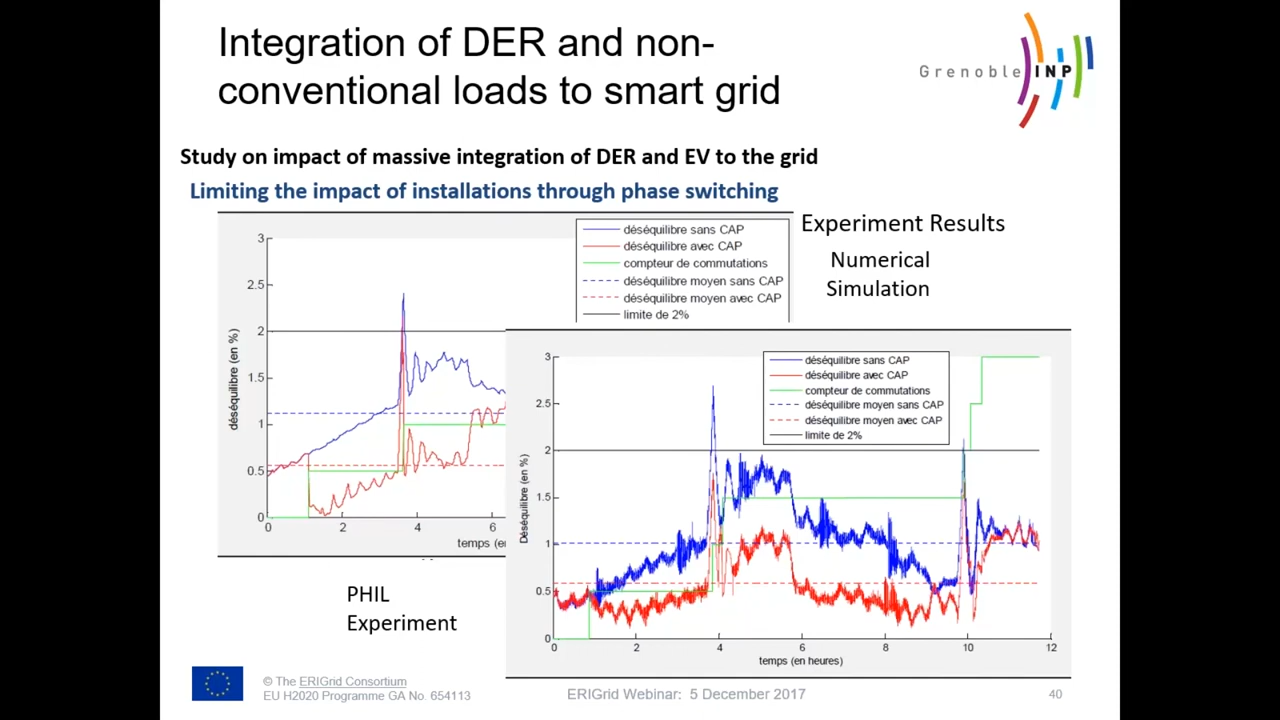 Integration of DER and non-
conventional loads to smart grid
Grenoble INP
Study on impact of massive integration of DER and EV to the grid
Limiting the impact of installations through phase switching
Experiment Results
Numerical
Simulation
déséquilibre sans CAP
déséquilibre avec CAP
compteur de commutations
déséquilibre moyen sans CAP
déséquilibre moyen avec CAP
limite de 2%
déséquilibre (en %)
3
2.5
2
1.5
1
0.5
0
0 2 4 6
temps (e
déséquilibre sans CAP
déséquilibre avec CAP
compteur de commutations
déséquilibre moyen sans CAP
déséquilibre moyen avec CAP
limite de 2%
Déséquilibre (en %)
3
2.5
2
1.5
1
0.5
0
0 2 4 6 8 10 12
temps (en heures)
PHIL
Experiment
© The ERIGrid Consortium
EU H2020 Programme GA No. 654113
ERIGrid Webinar: 5 December 2017
40